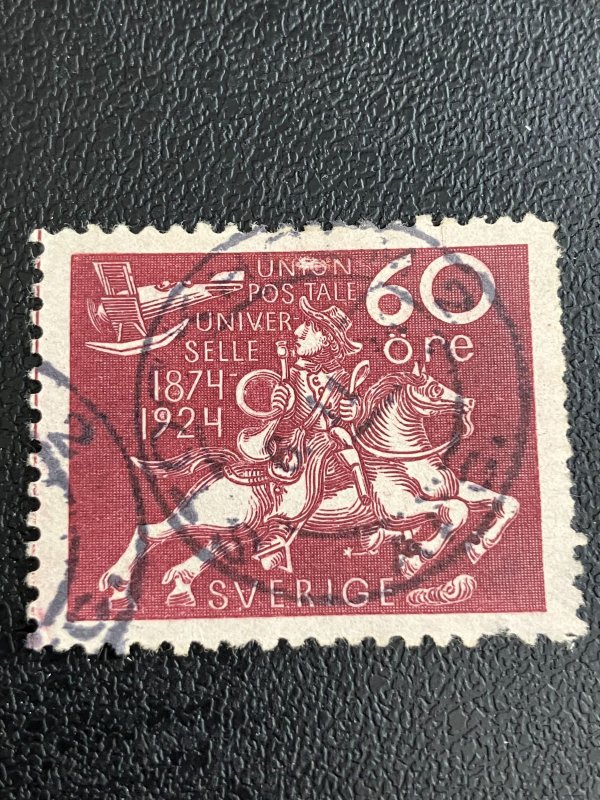 UNION
POSTALE
UNIVER-
SELLE
1874-
1924
60
öre
SVERIGE